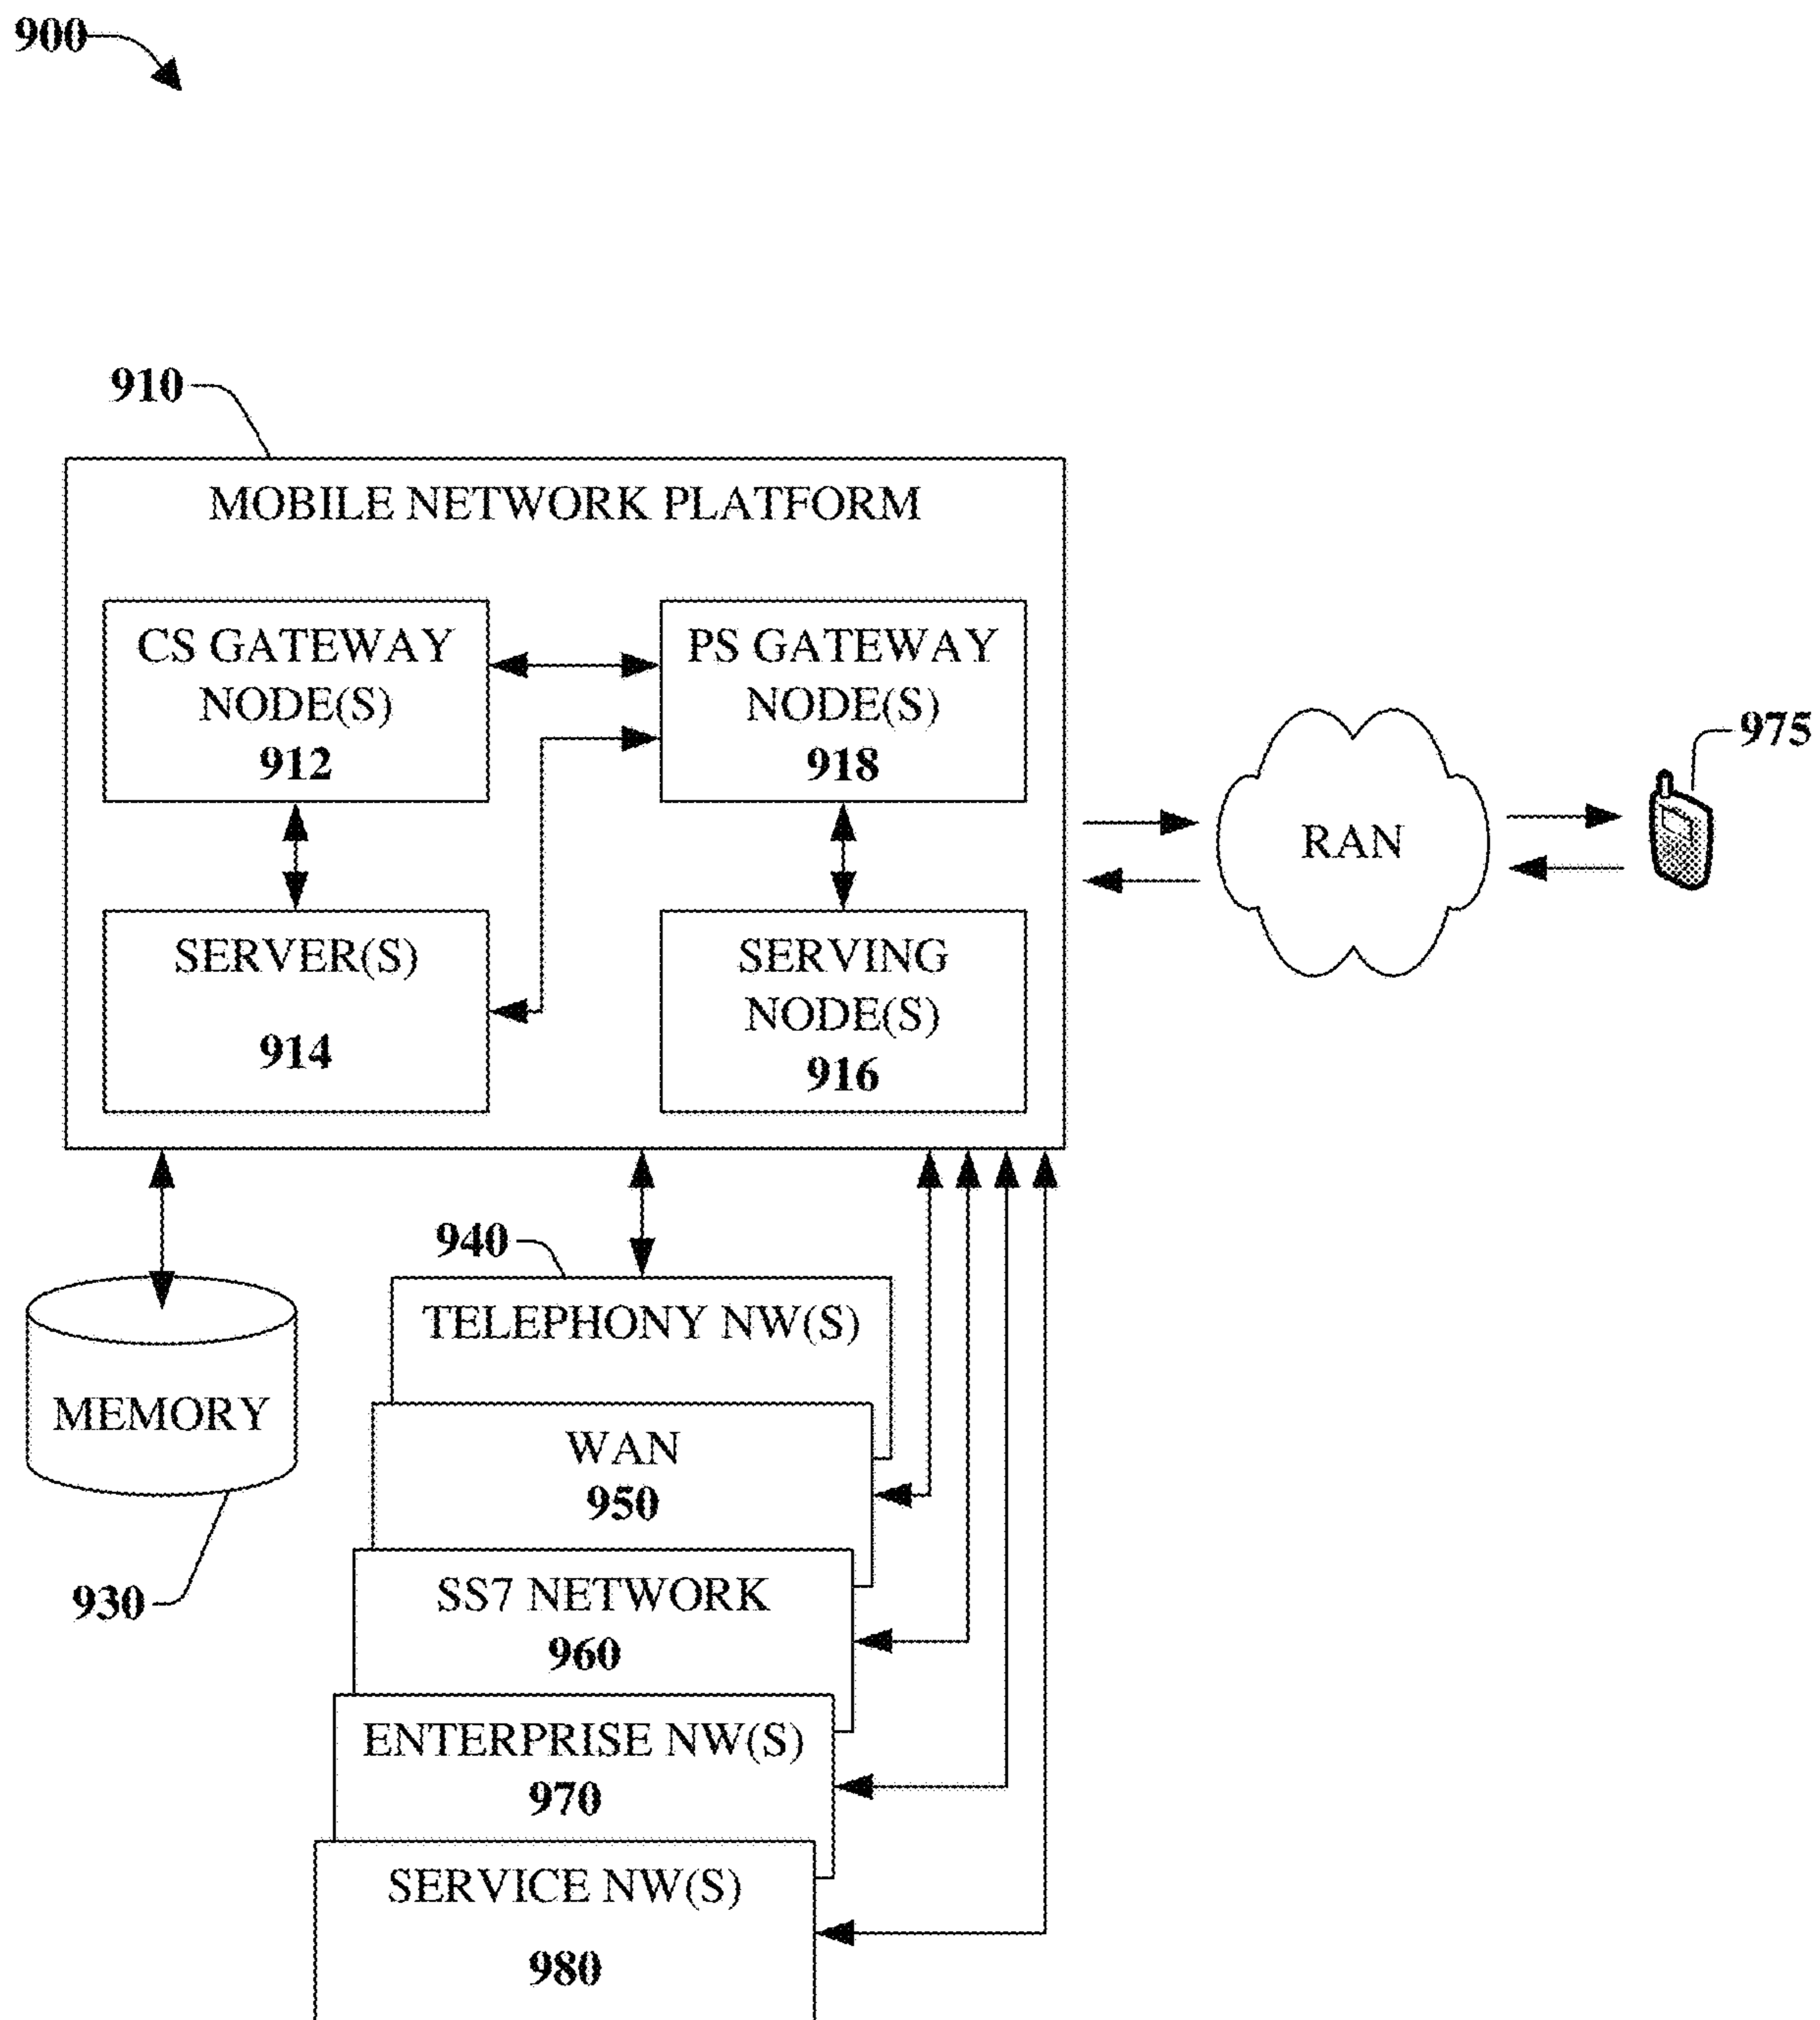 900
910
MOBILE NETWORK PLATFORM
CS GATEWAY
NODE(S)
912
PS GATEWAY
NODE(S)
918
SERVER(S)
914
SERVING
NODE(S)
916
RAN
975
940
TELEPHONY NW(S)
MEMORY
930
WAN
950
SS7 NETWORK
960
ENTERPRISE NW(S)
970
SERVICE NW(S)
980